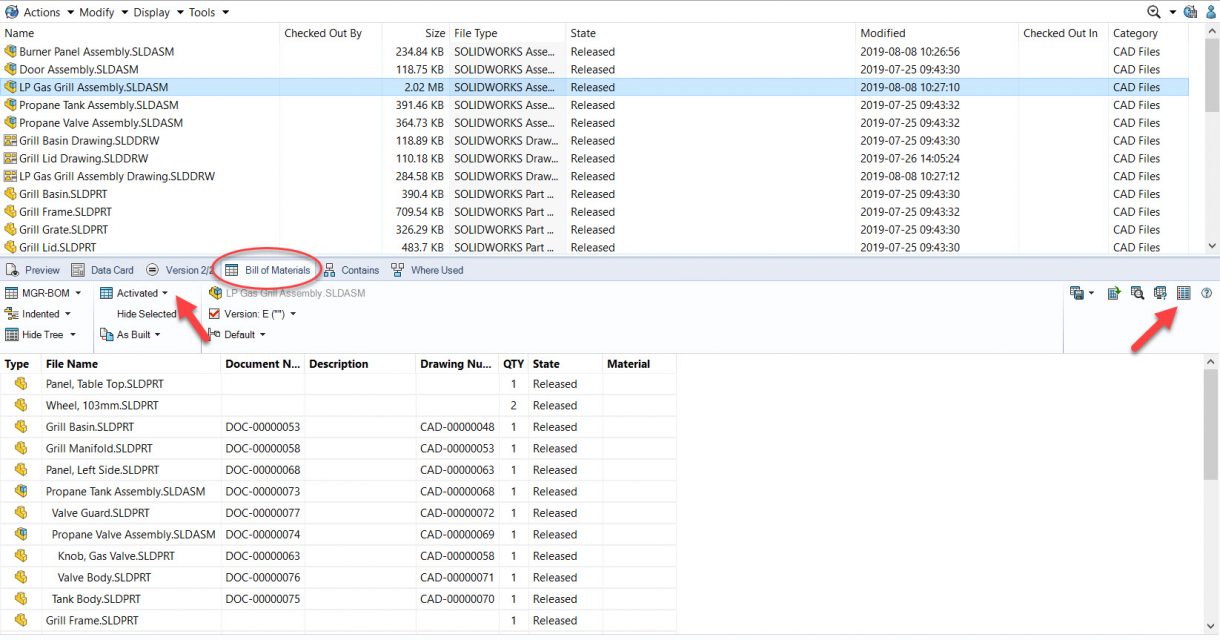 Actions Modify Display Tools
Name Checked Out By Size File Type State Modified Checked Out In Category
Burner Panel Assembly.SLDASM 234.84 KB SOLIDWORKS Asse... Released 2019-08-08 10:26:56 CAD Files
Door Assembly.SLDASM 118.75 KB SOLIDWORKS Asse... Released 2019-07-25 09:43:30 CAD Files
LP Gas Grill Assembly.SLDASM 2.02 MB SOLIDWORKS Asse... Released 2019-08-08 10:27:10 CAD Files
Propane Tank Assembly.SLDASM 391.46 KB SOLIDWORKS Asse... Released 2019-07-25 09:43:32 CAD Files
Propane Valve Assembly.SLDASM 364.73 KB SOLIDWORKS Asse... Released 2019-07-25 09:43:32 CAD Files
Grill Basin Drawing.SLDDRW 118.89 KB SOLIDWORKS Draw... Released 2019-07-25 09:43:30 CAD Files
Grill Lid Drawing.SLDDRW 110.18 KB SOLIDWORKS Draw... Released 2019-07-26 14:05:24 CAD Files
LP Gas Grill Assembly Drawing.SLDDRW 284.58 KB SOLIDWORKS Draw... Released 2019-08-08 10:27:12 CAD Files
Grill Basin.SLDPRT 390.4 KB SOLIDWORKS Part ... Released 2019-07-25 09:43:30 CAD Files
Grill Frame.SLDPRT 709.54 KB SOLIDWORKS Part ... Released 2019-07-25 09:43:32 CAD Files
Grill Grate.SLDPRT 326.29 KB SOLIDWORKS Part ... Released 2019-07-25 09:43:30 CAD Files
Grill Lid.SLDPRT 483.7 KB SOLIDWORKS Part ... Released 2019-07-25 09:43:30 CAD Files
Preview Data Card Version 2/2 Bill of Materials Contains Where Used
MGR-BOM Activated LP Gas Grill Assembly.SLDASM
Indented Hide Selected Version: E ("")
Hide Tree As Built Default
Type File Name Document N... Description Drawing Nu... QTY State Material
Panel, Table Top.SLDPRT 1 Released
Wheel, 103mm.SLDPRT 2 Released
Grill Basin.SLDPRT DOC-00000053 CAD-00000048 1 Released
Grill Manifold.SLDPRT DOC-00000058 CAD-00000053 1 Released
Panel, Left Side.SLDPRT DOC-00000068 CAD-00000063 1 Released
Propane Tank Assembly.SLDASM DOC-00000073 CAD-00000068 1 Released
Valve Guard.SLDPRT DOC-00000077 CAD-00000072 1 Released
Propane Valve Assembly.SLDASM DOC-00000074 CAD-00000069 1 Released
Knob, Gas Valve.SLDPRT DOC-00000063 CAD-00000058 1 Released
Valve Body.SLDPRT DOC-00000076 CAD-00000071 1 Released
Tank Body.SLDPRT DOC-00000075 CAD-00000070 1 Released
Grill Frame.SLDPRT 1 Released